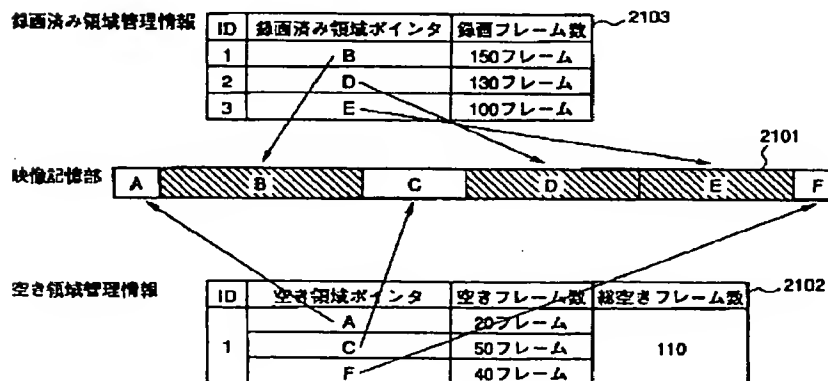 録画済み領域管理情報
ID 録画済み領域ポインタ 録画フレーム数 2103
1 B 150フレーム
2 D 130フレーム
3 E 100フレーム
2101
映像記憶部 A B C D E F
空き領域管理情報
ID 空き領域ポインタ 空きフレーム数 総空きフレーム数 2102
A 20フレーム
1 C 50フレーム 110
F 40フレーム